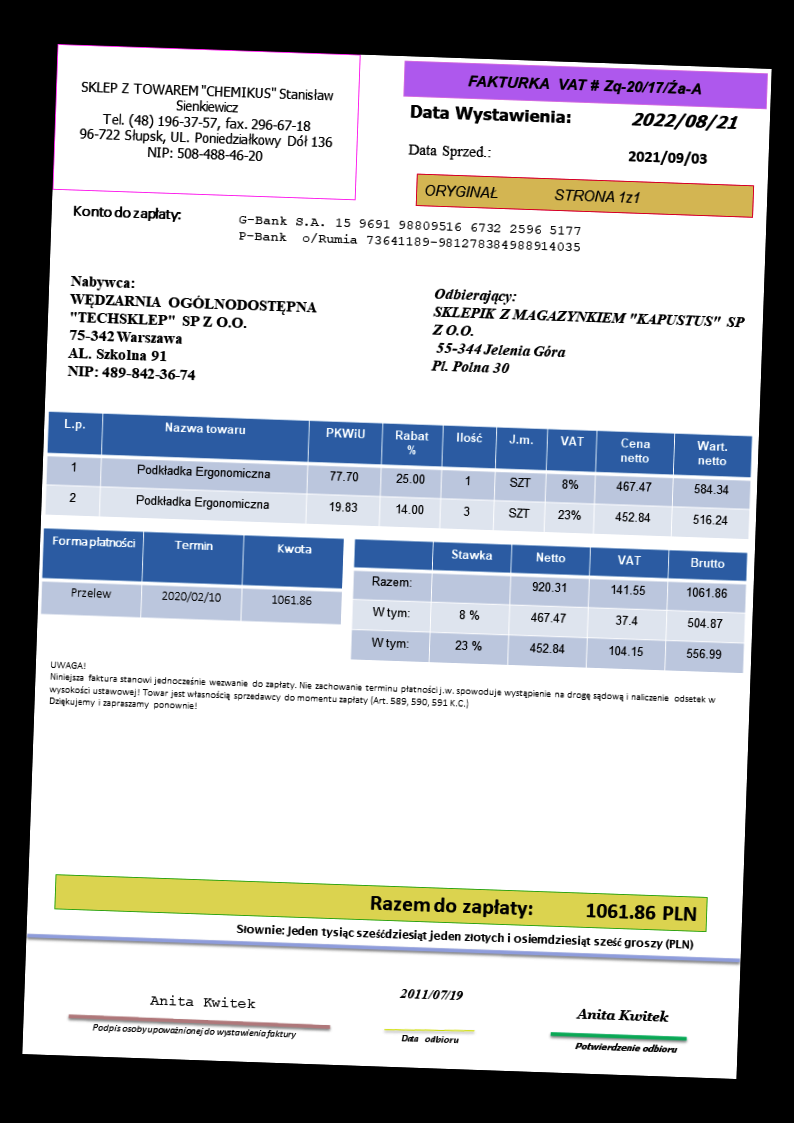 SKLEP Z TOWAREM "CHEMIKUS" Stanisław
Sienkiewicz
Tel. (48) 196-37-57, fax. 296-67-18
96-722 Słupsk, UL. Poniedziałkowy Dół 136
NIP: 508-488-46-20
FAKTURKA VAT # Zq-20/17/Ża-A
Data Wystawienia: 2022/08/21
Data Sprzed.: 2021/09/03
ORYGINAŁ STRONA 1z1
Konto do zapłaty:
G-Bank S.A. 15 9691 98809516 6732 2596 5177
P-Bank o/Rumia 73641189-981278384988914035
Nabywca:
WĘDZARNIA OGÓLNODOSTĘPNA
"TECHSKLEP" SP Z O.O.
75-342 Warszawa
AL. Szkolna 91
NIP: 489-842-36-74
Odbierający:
SKLEPIK Z MAGAZYNKIEM "KAPUSTUS" SP
Z O.O.
55-344 Jelenia Góra
Pl. Polna 30
L.p. Nazwa towaru PKWiU Rabat % Ilość J.m. VAT Cena netto Wart. netto
1 Podkładka Ergonomiczna 77.70 25.00 1 SZT 8% 467.47 584.34
2 Podkładka Ergonomiczna 19.83 14.00 3 SZT 23% 452.84 516.24
Forma płatności Termin Kwota
Przelew 2020/02/10 1061.86
Stawka Netto VAT Brutto
Razem: 920.31 141.55 1061.86
W tym: 8 % 467.47 37.4 504.87
W tym: 23 % 452.84 104.15 556.99
UWAGA!
Niniejsza faktura stanowi jednocześnie wezwanie do zapłaty. Nie zachowanie terminu płatności j.w. spowoduje wystąpienie na drogę sądową i naliczenie odsetek w
wysokości ustawowej! Towar jest własnością sprzedawcy do momentu zapłaty (Art. 589, 590, 591 K.C.)
Dziękujemy i zapraszamy ponownie!
Razem do zapłaty: 1061.86 PLN
Słownie: jeden tysiąc sześćdziesiąt jeden złotych i osiemdziesiąt sześć groszy (PLN)
Anita Kwitek
Podpis osoby upoważnionej do wystawienia faktury
2011/07/19
Data odbioru
Anita Kwitek
Potwierdzenie odbioru